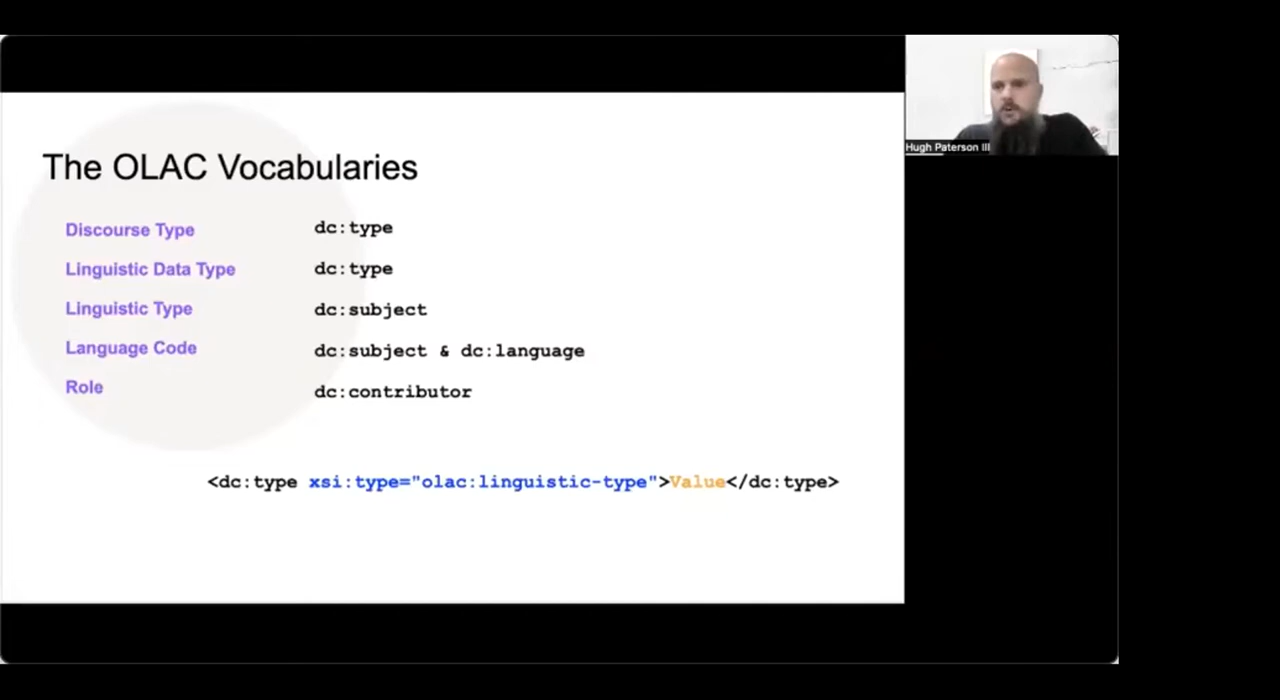 The OLAC Vocabularies
Discourse Type dc:type
Linguistic Data Type dc:type
Linguistic Type dc:subject
Language Code dc:subject & dc:language
Role dc:contributor
<dc:type xsi:type="olac:linguistic-type">Value</dc:type>
Hugh Paterson III